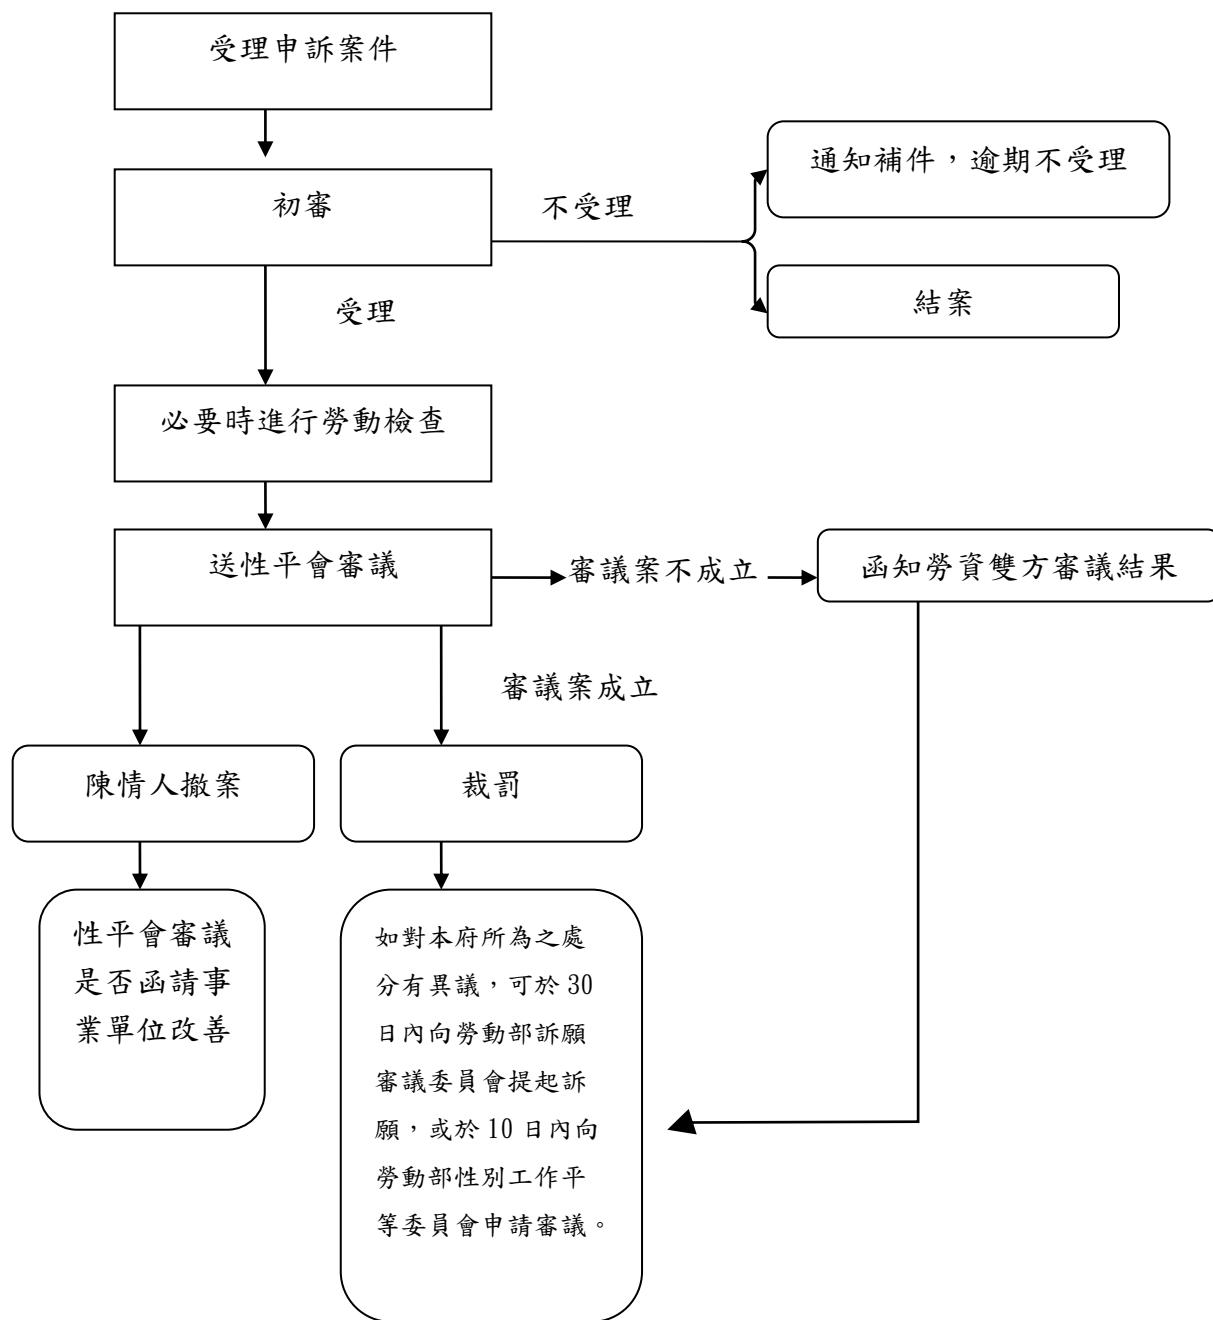 受理申訴案件
通知補件，逾期不受理
初審
不受理
結案
受理
必要時進行勞動檢查
送性平會審議
審議案不成立
函知勞資雙方審議結果
審議案成立
陳情人撤案
裁罰
性平會審議
是否函請事
業單位改善
如對本府所為之處
分有異議，可於 30
日內向勞動部訴願
審議委員會提起訴
願，或於 10 日內向
勞動部性別工作平
等委員會申請審議。